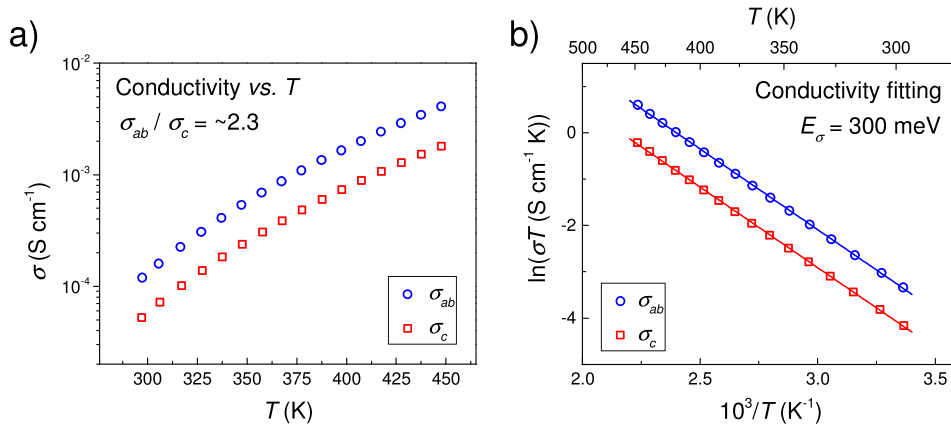 a)
Conductivity vs. T
σab / σc = ~2.3
10⁻²
10⁻³
10⁻⁴
σ (S cm⁻¹)
σab
σc
300 325 350 375 400 425 450
T (K)
b)
T (K)
500 450 400 350 300
Conductivity fitting
Eσ = 300 meV
0
-2
-4
ln(σT (S cm⁻¹ K))
σab
σc
2.0 2.5 3.0 3.5
10³/T (K⁻¹)